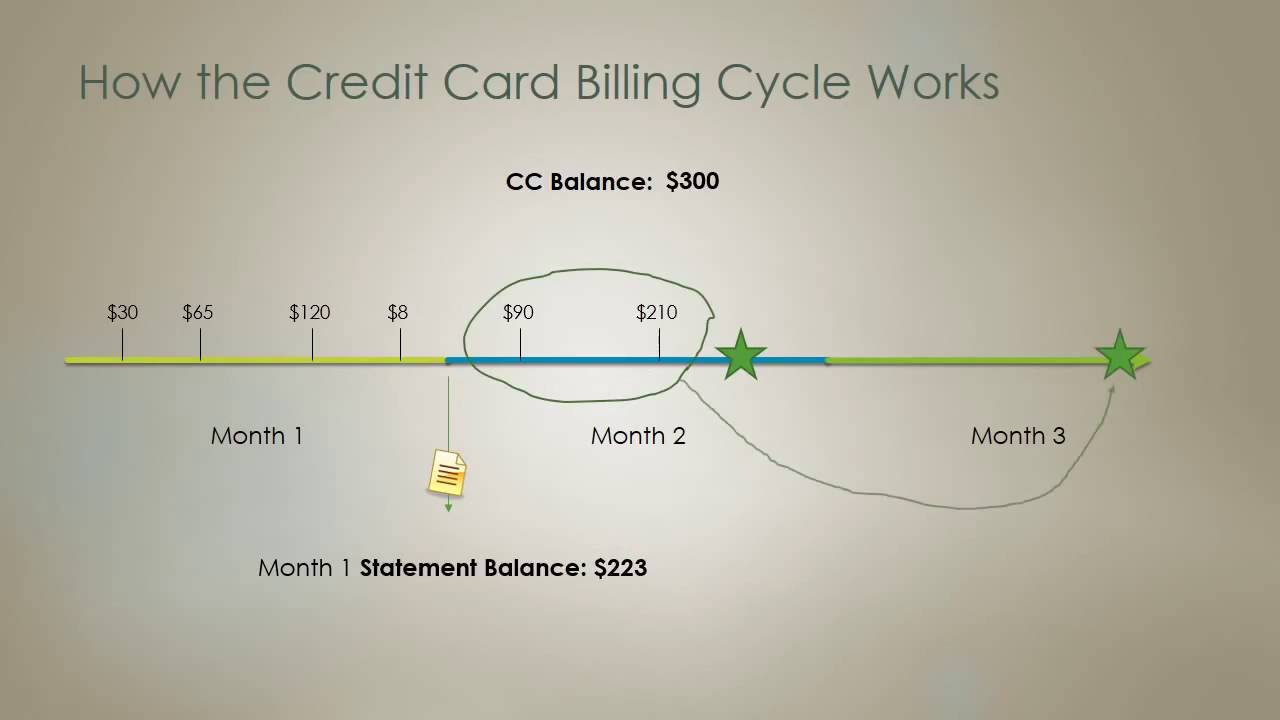 How the Credit Card Billing Cycle Works
CC Balance: $300
$30 $65 $120 $8 $90 $210
Month 1 Month 2 Month 3
Month 1 Statement Balance: $223